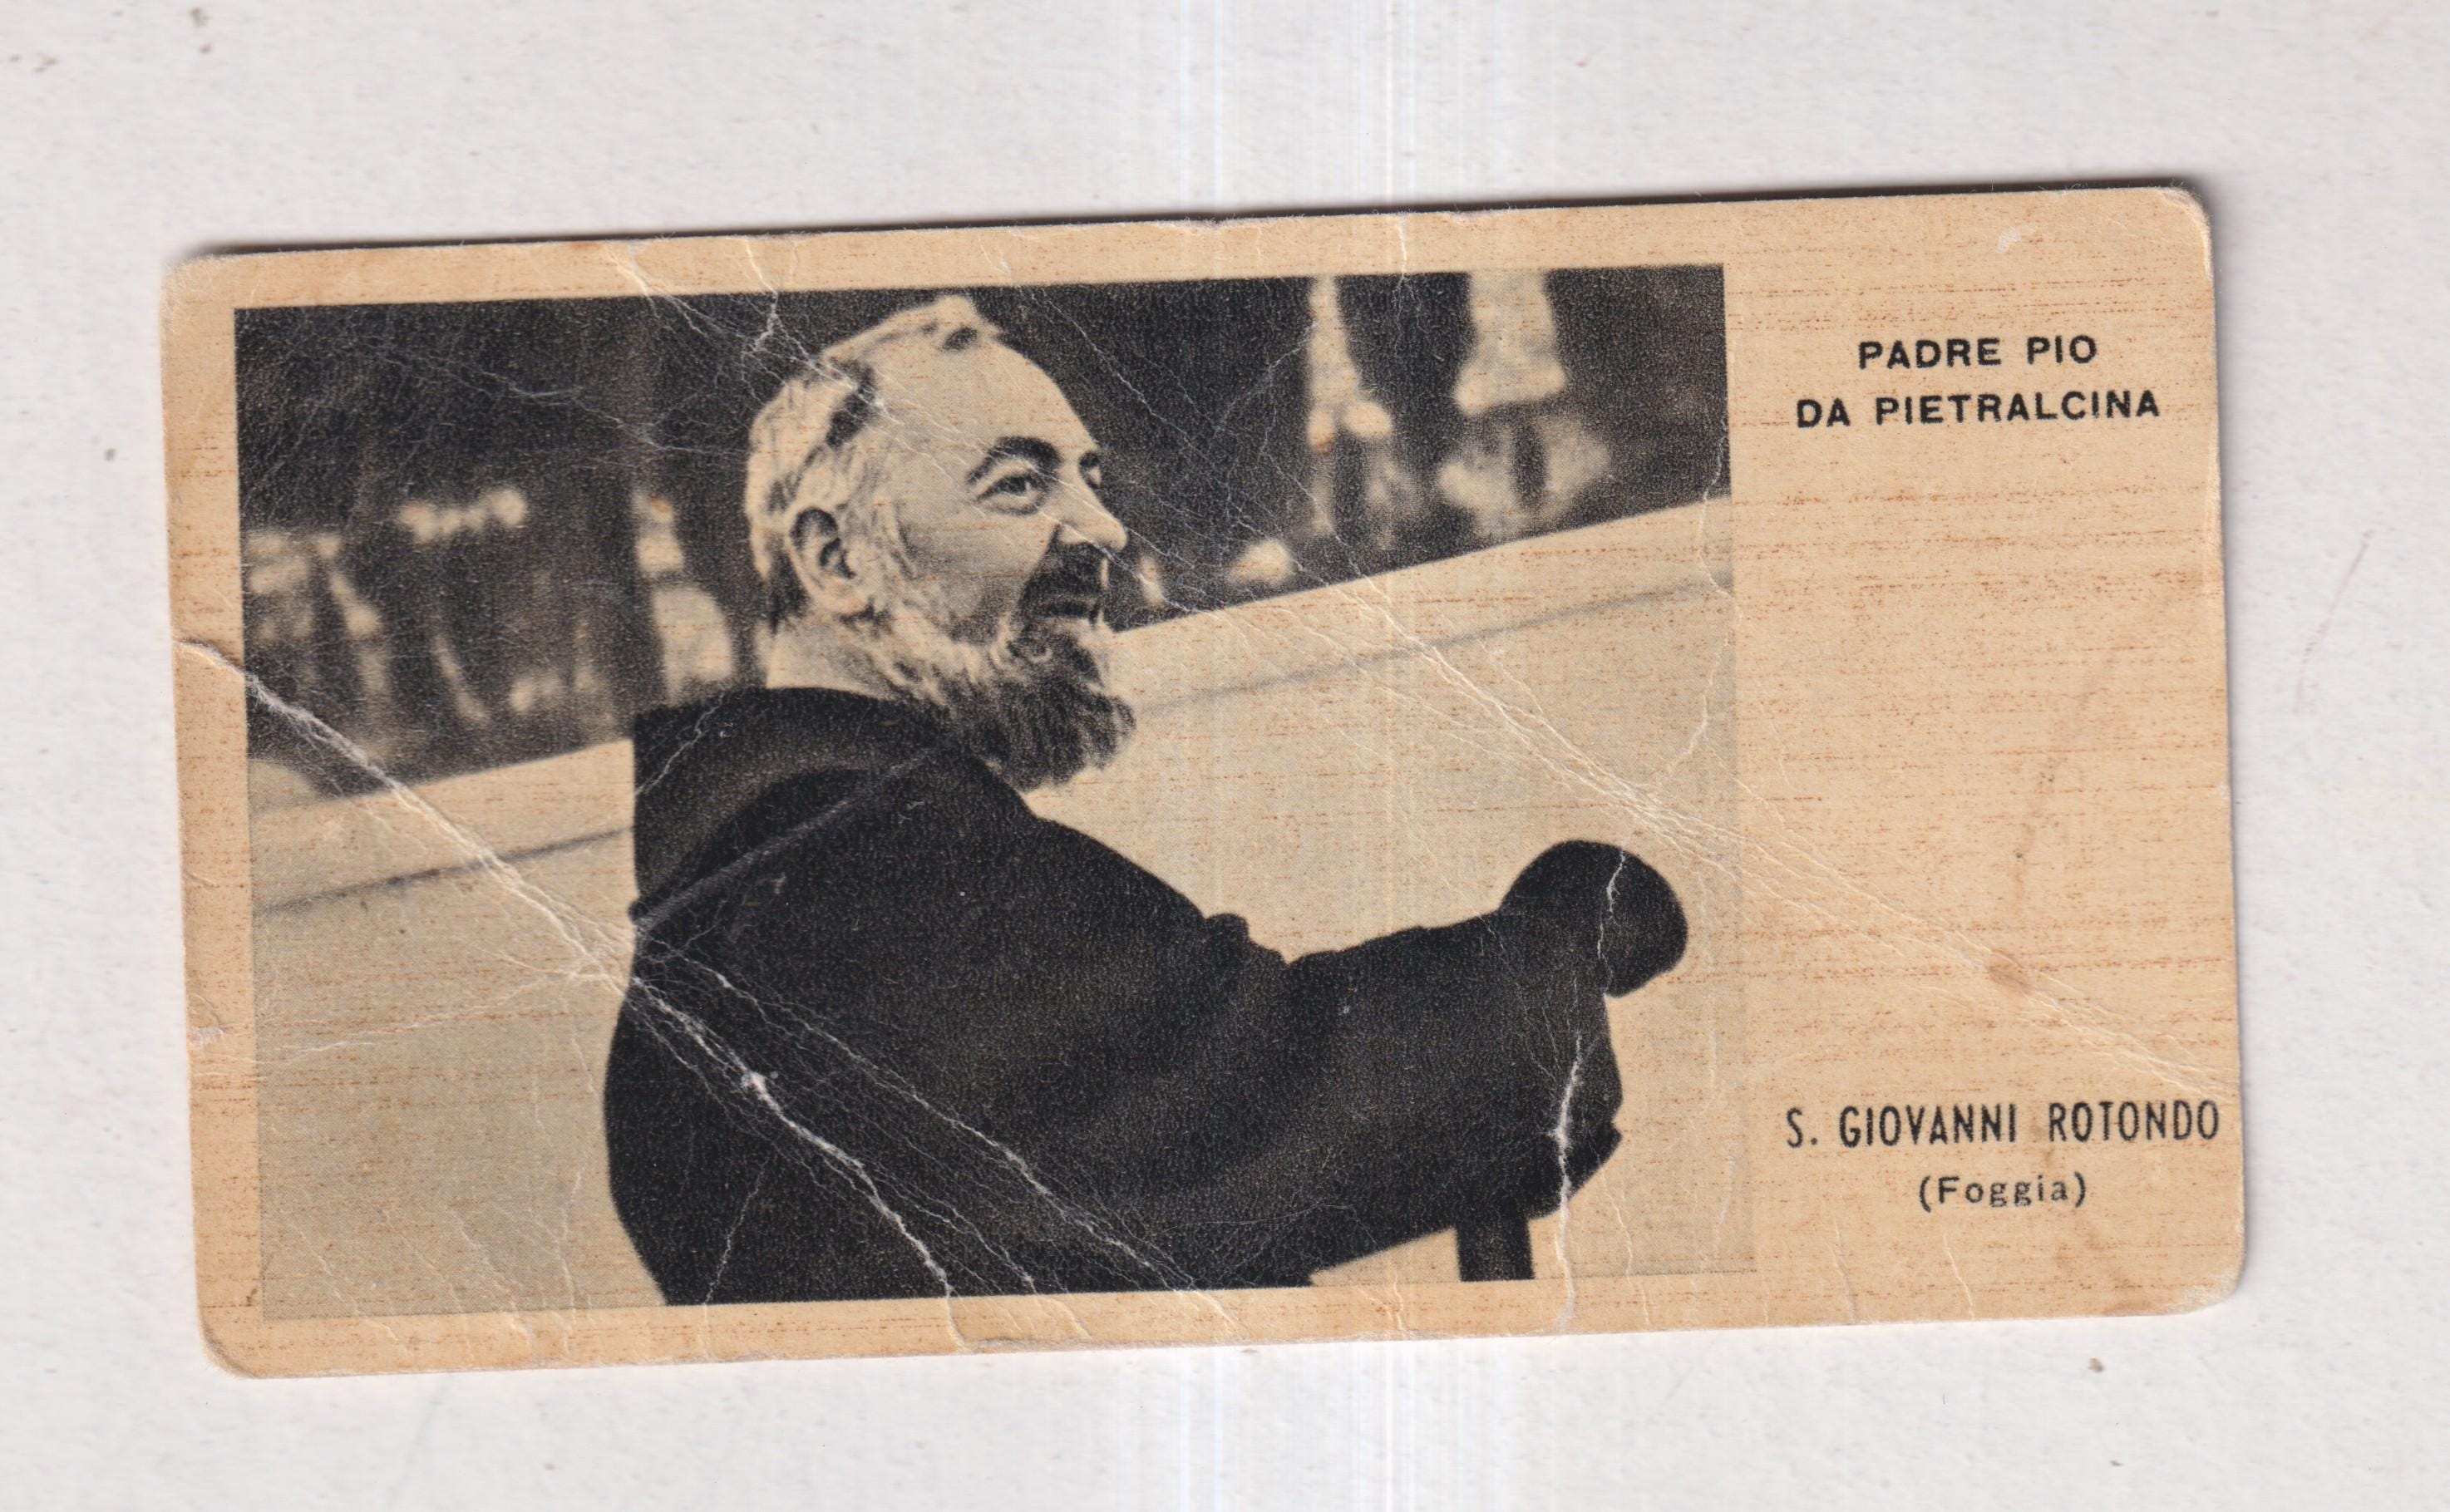 PADRE PIO
DA PIETRALCINA
S. GIOVANNI ROTONDO
(Foggia)